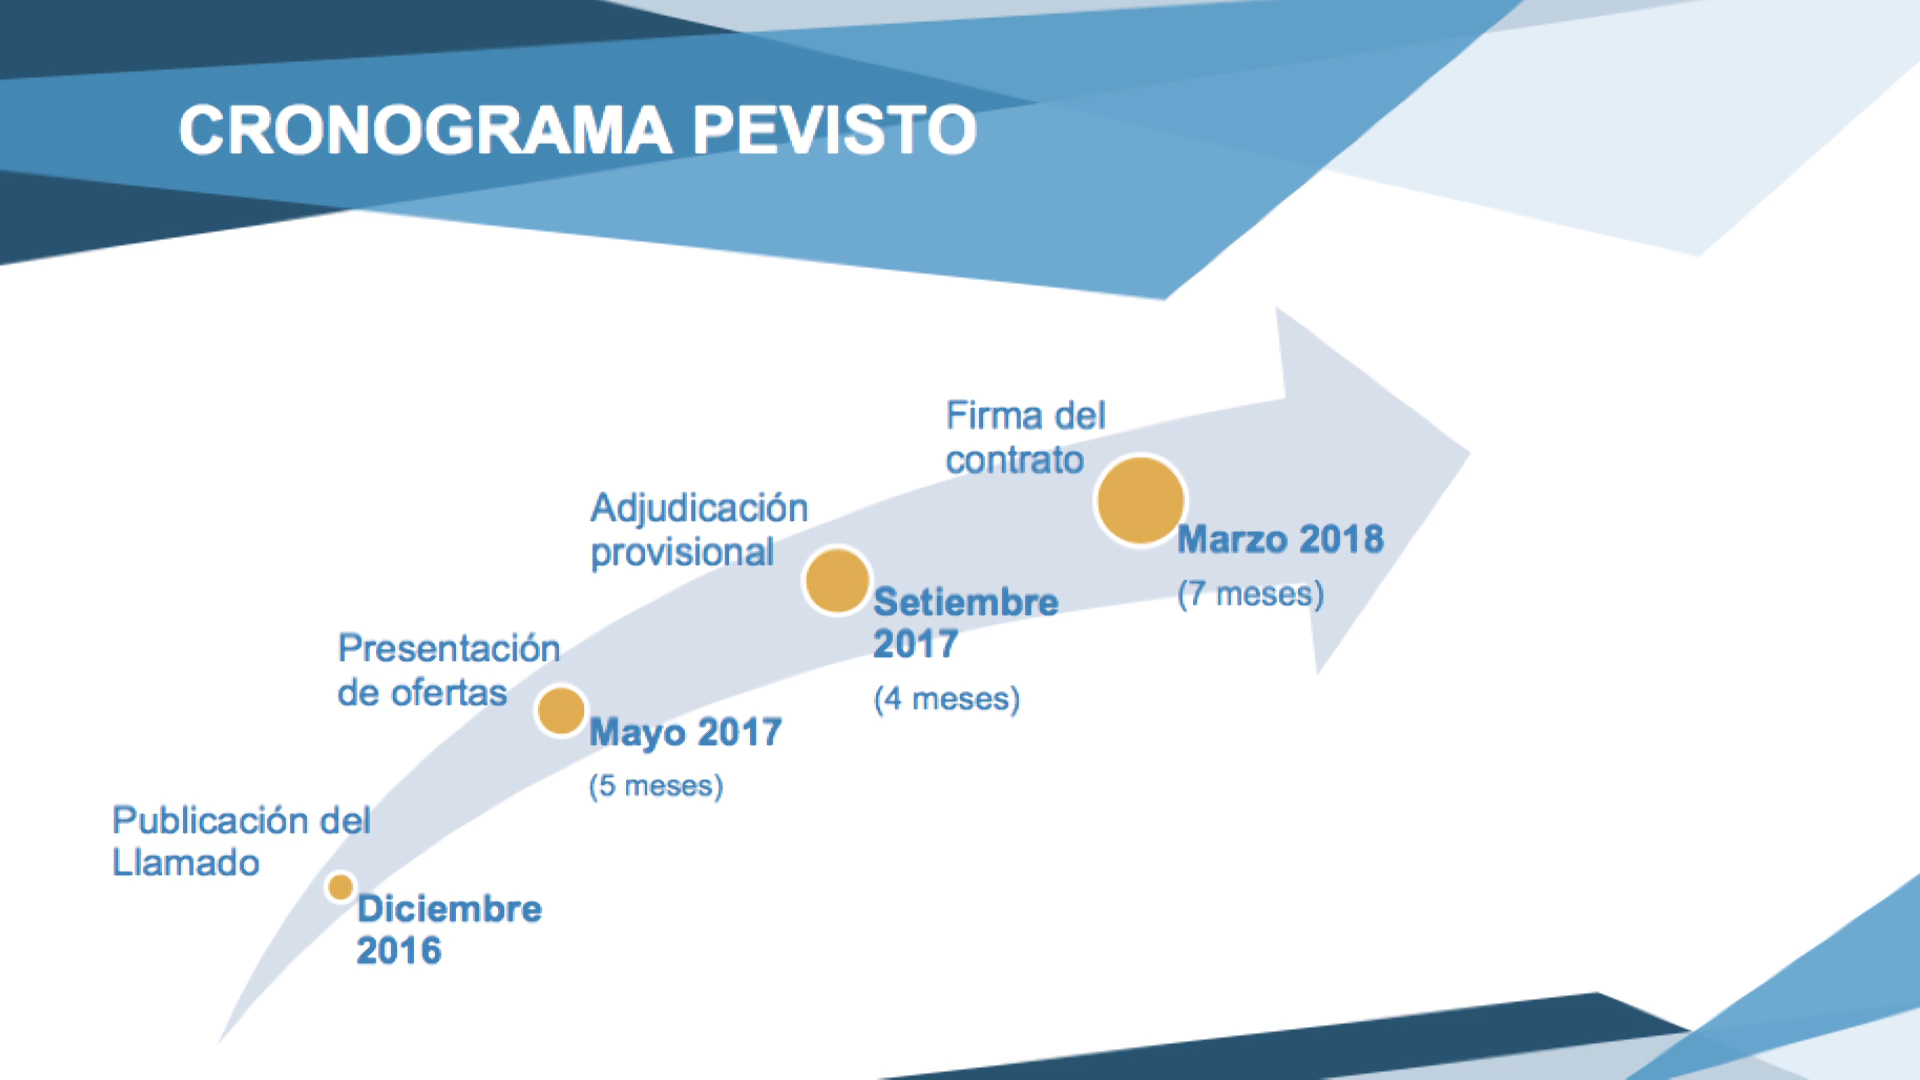 CRONOGRAMA PEVISTO
Publicación del
Llamado
Diciembre
2016
Presentación
de ofertas
Mayo 2017
(5 meses)
Adjudicación
provisional
Setiembre
2017
(4 meses)
Firma del
contrato
Marzo 2018
(7 meses)